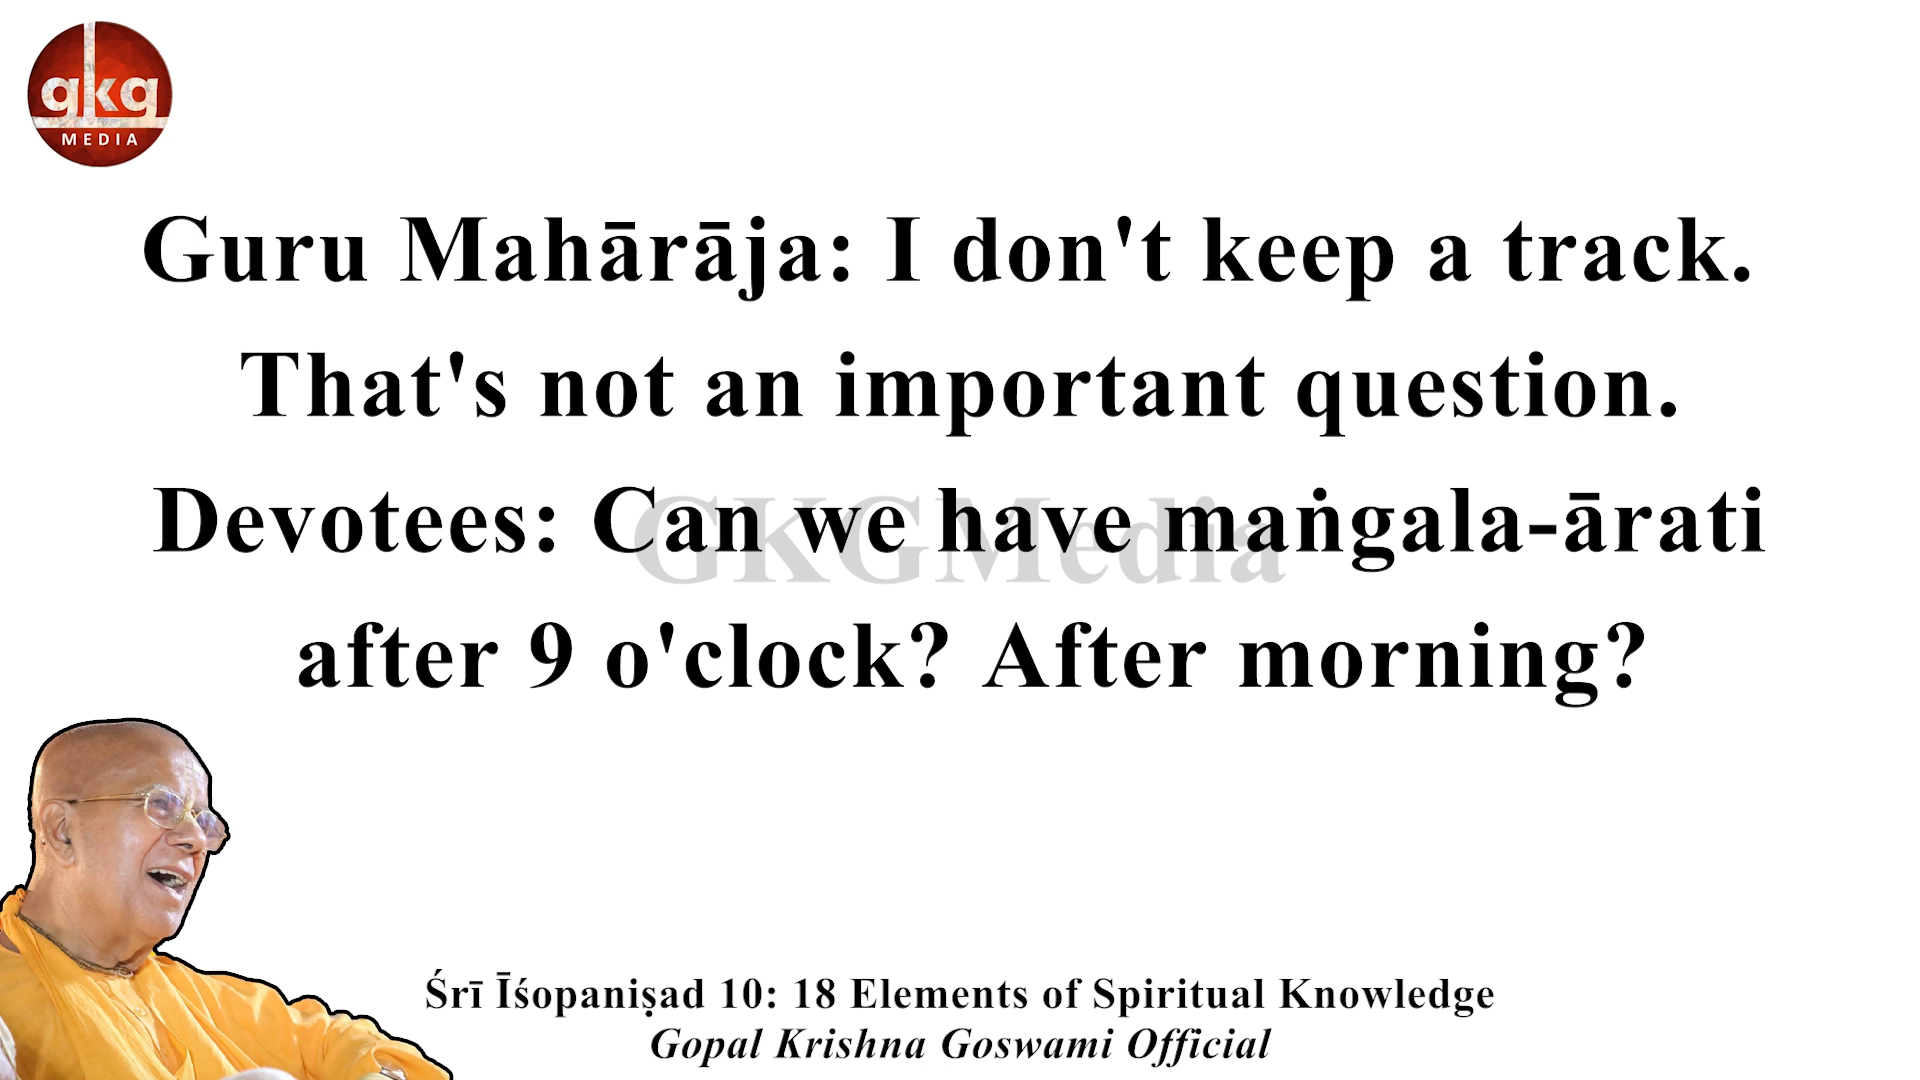 gkg
MEDIA
Guru Mahārāja: I don't keep a track.
That's not an important question.
Devotees: Can we have maṅgala-ārati
after 9 o'clock? After morning?
GKGMedia
Śrī Īśopaniṣad 10: 18 Elements of Spiritual Knowledge
Gopal Krishna Goswami Official